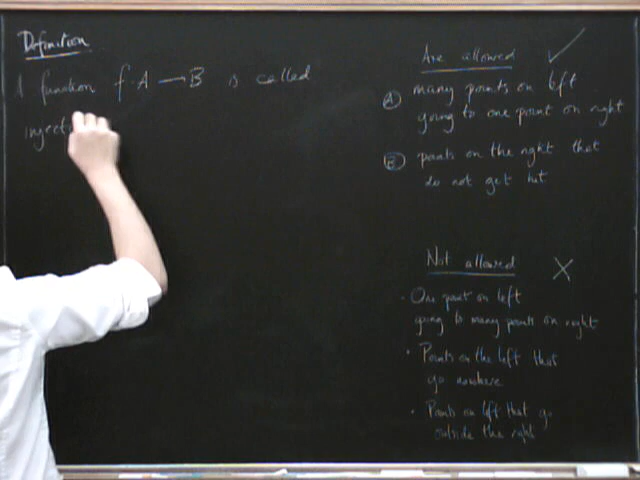 Definition
A function f: A → B is called
inject
Are allowed ✓
Ⓐ many points on left
going to one point on right
Ⓑ points on the right that
do not get hit
Not allowed X
· One point on left
going to many points on right
· Points on the left that
go nowhere
· Points on left that go
outside the right